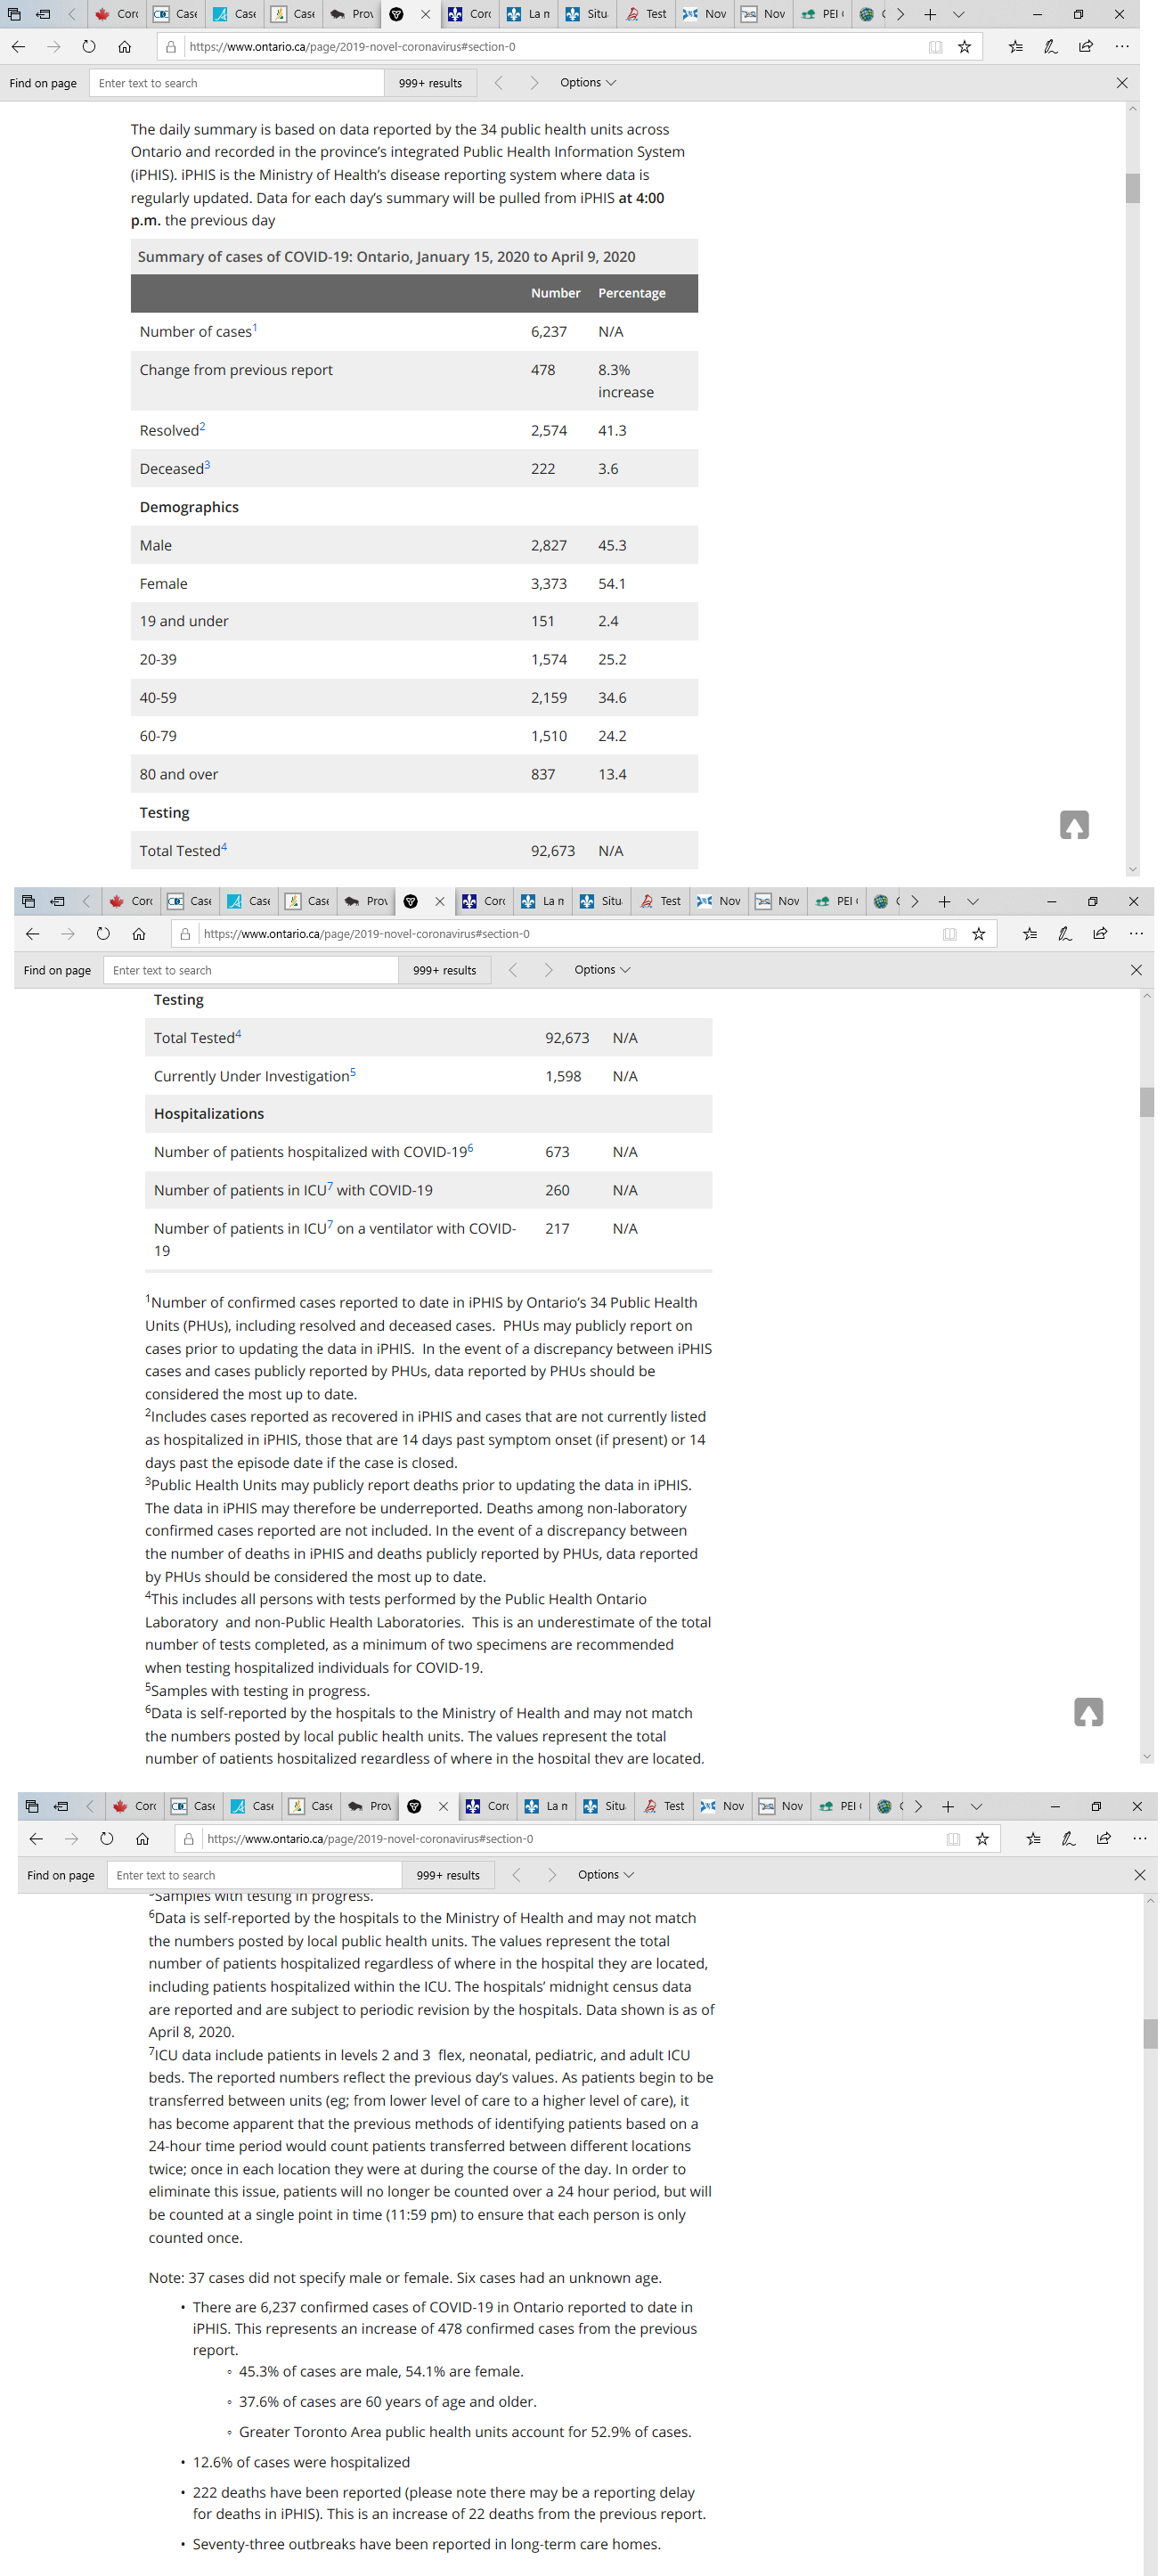 Corc Case Case Case Prov Corc La n Situ Test Nov Nov PEI (
https://www.ontario.ca/page/2019-novel-coronavirus#section-0
Find on page Enter text to search 999+ results Options
The daily summary is based on data reported by the 34 public health units across
Ontario and recorded in the province's integrated Public Health Information System
(iPHIS). iPHIS is the Ministry of Health's disease reporting system where data is
regularly updated. Data for each day's summary will be pulled from iPHIS at 4:00
p.m. the previous day
Summary of cases of COVID-19: Ontario, January 15, 2020 to April 9, 2020
Number Percentage
Number of cases1 6,237 N/A
Change from previous report 478 8.3%
increase
Resolved2 2,574 41.3
Deceased3 222 3.6
Demographics
Male 2,827 45.3
Female 3,373 54.1
19 and under 151 2.4
20-39 1,574 25.2
40-59 2,159 34.6
60-79 1,510 24.2
80 and over 837 13.4
Testing
Total Tested4 92,673 N/A
Corc Case Case Case Prov Corc La n Situ Test Nov Nov PEI (
https://www.ontario.ca/page/2019-novel-coronavirus#section-0
Find on page Enter text to search 999+ results Options
Testing
Total Tested4 92,673 N/A
Currently Under Investigation5 1,598 N/A
Hospitalizations
Number of patients hospitalized with COVID-196 673 N/A
Number of patients in ICU7 with COVID-19 260 N/A
Number of patients in ICU7 on a ventilator with COVID- 217 N/A
19
1Number of confirmed cases reported to date in iPHIS by Ontario's 34 Public Health
Units (PHUs), including resolved and deceased cases. PHUs may publicly report on
cases prior to updating the data in iPHIS. In the event of a discrepancy between iPHIS
cases and cases publicly reported by PHUs, data reported by PHUs should be
considered the most up to date.
2Includes cases reported as recovered in iPHIS and cases that are not currently listed
as hospitalized in iPHIS, those that are 14 days past symptom onset (if present) or 14
days past the episode date if the case is closed.
3Public Health Units may publicly report deaths prior to updating the data in iPHIS.
The data in iPHIS may therefore be underreported. Deaths among non-laboratory
confirmed cases reported are not included. In the event of a discrepancy between
the number of deaths in iPHIS and deaths publicly reported by PHUs, data reported
by PHUs should be considered the most up to date.
4This includes all persons with tests performed by the Public Health Ontario
Laboratory and non-Public Health Laboratories. This is an underestimate of the total
number of tests completed, as a minimum of two specimens are recommended
when testing hospitalized individuals for COVID-19.
5Samples with testing in progress.
6Data is self-reported by the hospitals to the Ministry of Health and may not match
the numbers posted by local public health units. The values represent the total
number of patients hospitalized regardless of where in the hospital they are located.
Corc Case Case Case Prov Corc La n Situ Test Nov Nov PEI (
https://www.ontario.ca/page/2019-novel-coronavirus#section-0
Find on page Enter text to search 999+ results Options
5Samples with testing in progress.
6Data is self-reported by the hospitals to the Ministry of Health and may not match
the numbers posted by local public health units. The values represent the total
number of patients hospitalized regardless of where in the hospital they are located,
including patients hospitalized within the ICU. The hospitals' midnight census data
are reported and are subject to periodic revision by the hospitals. Data shown is as of
April 8, 2020.
7ICU data include patients in levels 2 and 3 flex, neonatal, pediatric, and adult ICU
beds. The reported numbers reflect the previous day's values. As patients begin to be
transferred between units (eg; from lower level of care to a higher level of care), it
has become apparent that the previous methods of identifying patients based on a
24-hour time period would count patients transferred between different locations
twice; once in each location they were at during the course of the day. In order to
eliminate this issue, patients will no longer be counted over a 24 hour period, but will
be counted at a single point in time (11:59 pm) to ensure that each person is only
counted once.
Note: 37 cases did not specify male or female. Six cases had an unknown age.
• There are 6,237 confirmed cases of COVID-19 in Ontario reported to date in
iPHIS. This represents an increase of 478 confirmed cases from the previous
report.
◦ 45.3% of cases are male, 54.1% are female.
◦ 37.6% of cases are 60 years of age and older.
◦ Greater Toronto Area public health units account for 52.9% of cases.
• 12.6% of cases were hospitalized
• 222 deaths have been reported (please note there may be a reporting delay
for deaths in iPHIS). This is an increase of 22 deaths from the previous report.
• Seventy-three outbreaks have been reported in long-term care homes.